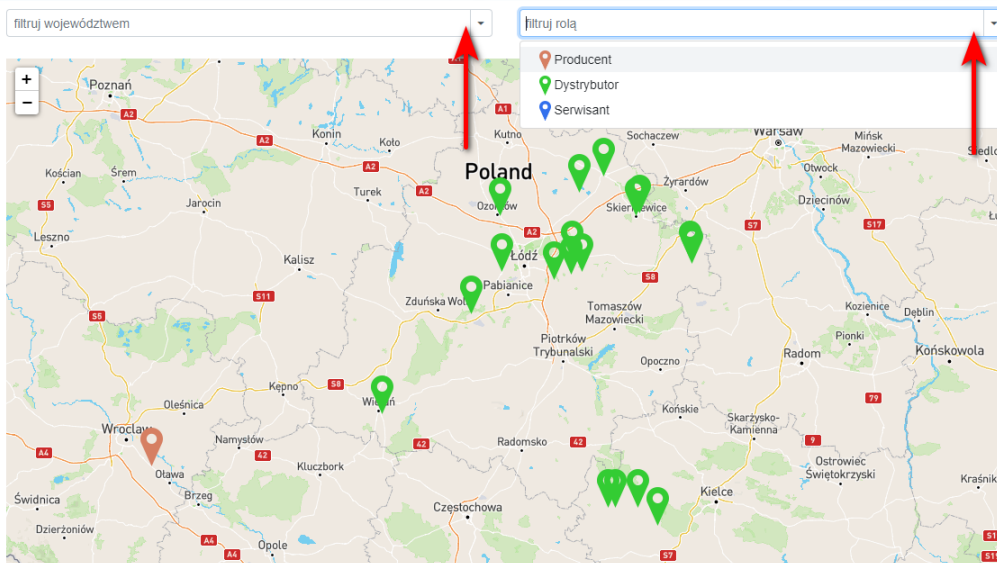 filtruj województwem
filtruj rolą
Producent
Dystrybutor
Serwisant
+
−
Poznań
A2
A1
Konin
Koło
Kutno
Sochaczew
Warsaw
Mińsk
Mazowiecki
A2
Kościan
Śrem
Poland
Otwock
Turek
A2
Żyrardów
Jarocin
S5
Ozorków
Skierniewice
Dziecinów
S17
Leszno
A2
S7
Kalisz
Łódź
S8
S11
Zduńska Wola
Pabianice
S5
Tomaszów
Mazowiecki
Kozienice
Dęblin
Piotrków
Trybunalski
Pionki
Radom
Końskowola
Opoczno
Kępno
S8
Oleśnica
Wieluń
79
Końskie
Skarżysko-
Kamienna
Wroclaw
Namysłów
42
Radomsko
42
9
A4
42
Oława
Kluczbork
Ostrowiec
Świętokrzyski
Brzeg
Kielce
Świdnica
Częstochowa
Dzierżoniów
A4
Opole
A4
S7
S1
S11